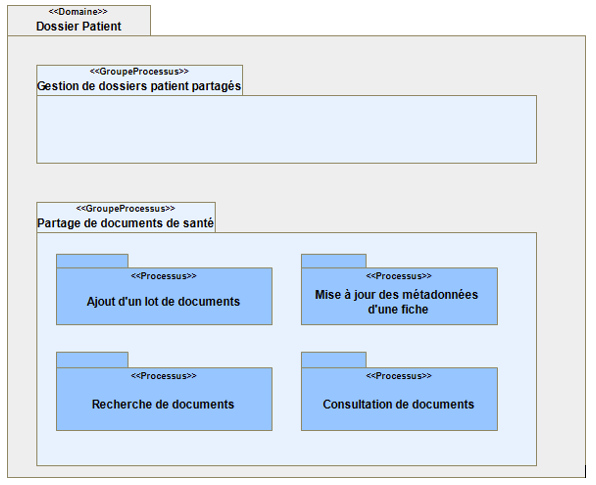 <<Domaine>>
Dossier Patient
<<GroupeProcessus>>
Gestion de dossiers patient partagés
<<GroupeProcessus>>
Partage de documents de santé
<<Processus>>
Ajout d'un lot de documents
<<Processus>>
Mise à jour des métadonnées
d'une fiche
<<Processus>>
Recherche de documents
<<Processus>>
Consultation de documents